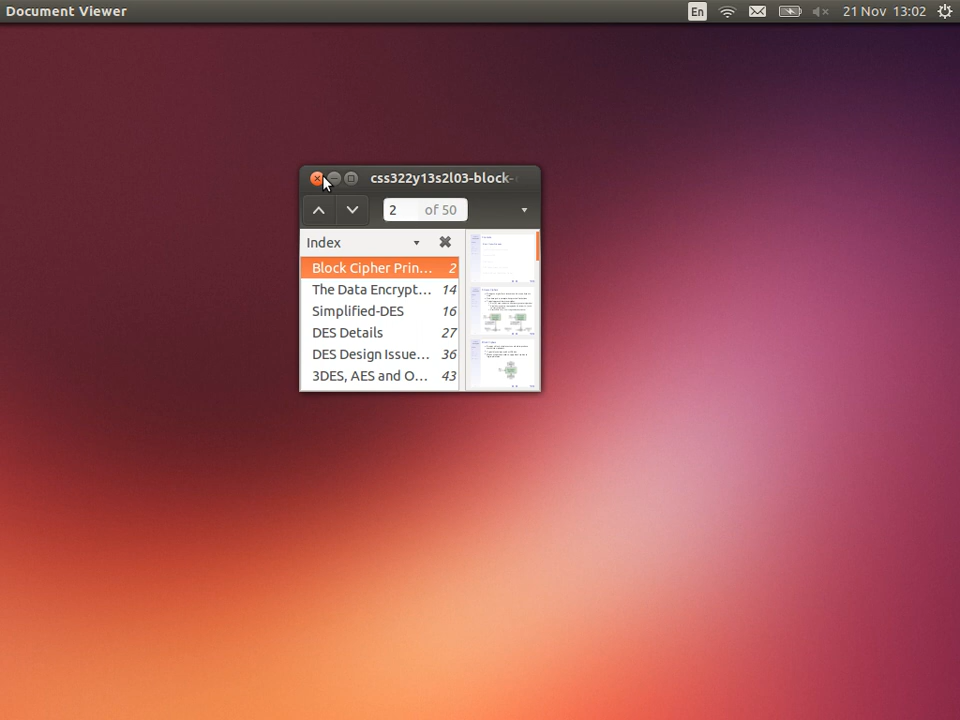 Document Viewer
En
21 Nov 13:02
css322y13s2l03-block-
2 of 50
Index
Block Cipher Prin... 2
The Data Encrypt... 14
Simplified-DES 16
DES Details 27
DES Design Issue... 36
3DES, AES and O... 43